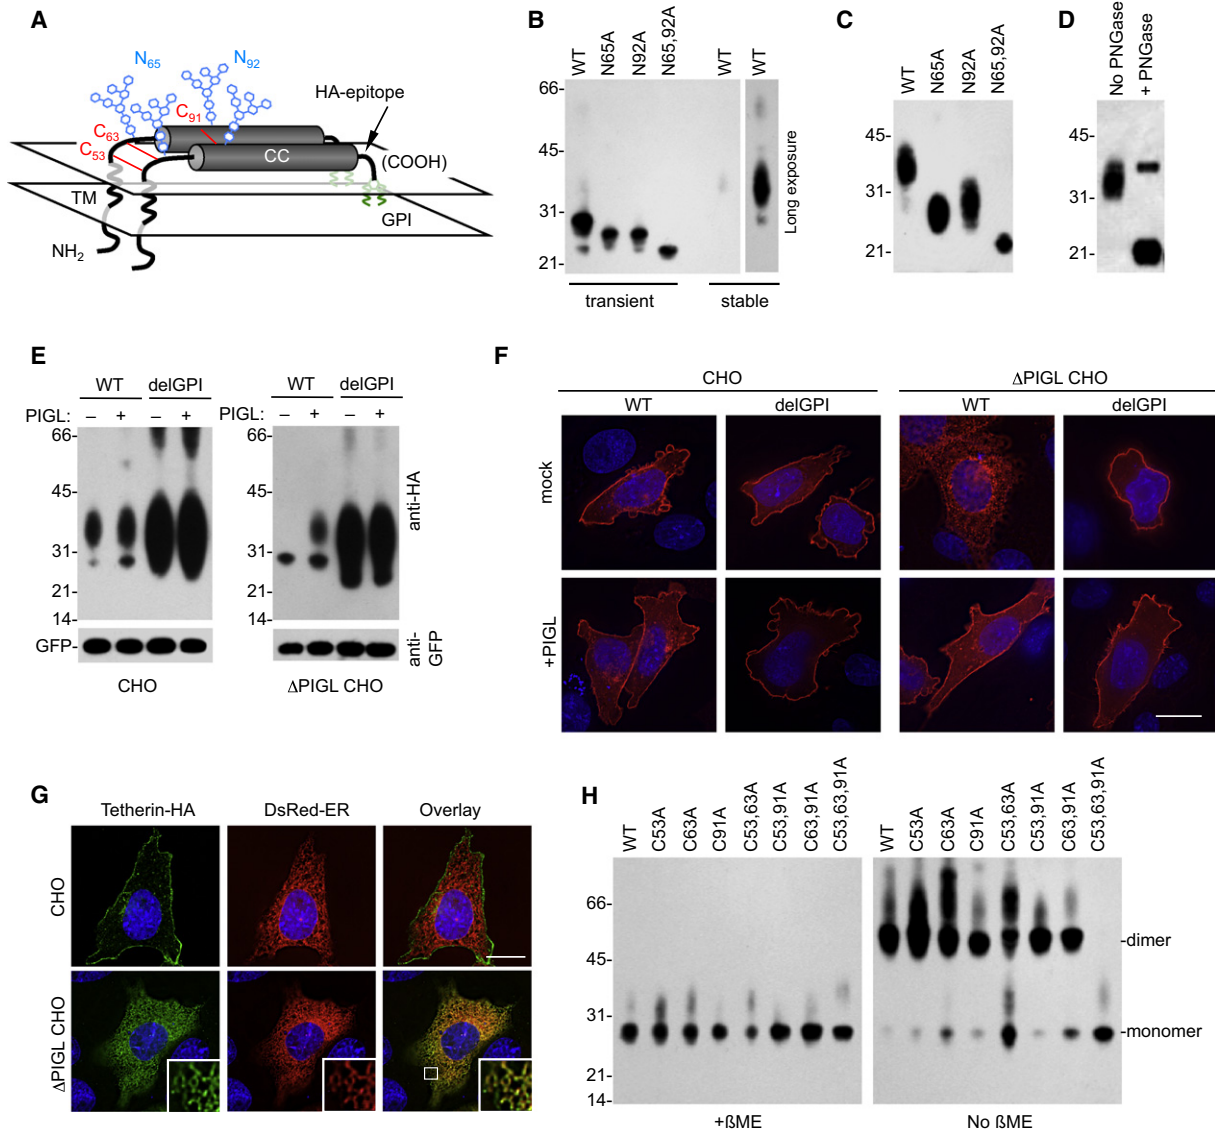 A
N65
N92
HA-epitope
C91
C63
C53
CC
(COOH)
TM
GPI
NH2
B
WT
N65A
N92A
N65,92A
WT
WT
66-
45-
31-
21-
Long exposure
transient
stable
C
WT
N65A
N92A
N65,92A
45-
31-
21-
D
No PNGase
+ PNGase
45-
31-
21-
E
WT
delGPI
WT
delGPI
PIGL:
–
+
–
+
PIGL:
–
+
–
+
66-
45-
31-
21-
14-
66-
45-
31-
21-
14-
anti-HA
GFP-
anti-
GFP
CHO
ΔPIGL CHO
F
CHO
ΔPIGL CHO
WT
delGPI
WT
delGPI
mock
+PIGL
G
Tetherin-HA
DsRed-ER
Overlay
CHO
ΔPIGL CHO
H
WT
C53A
C63A
C91A
C53,63A
C53,91A
C63,91A
C53,63,91A
WT
C53A
C63A
C91A
C53,63A
C53,91A
C63,91A
C53,63,91A
66-
45-
31-
21-
14-
-dimer
-monomer
+ßME
No ßME